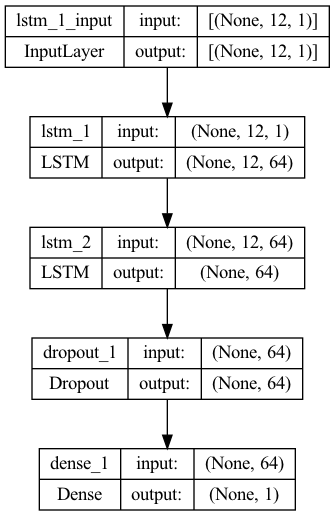 lstm_1_input input: [(None, 12, 1)]
InputLayer output: [(None, 12, 1)]
lstm_1 input: (None, 12, 1)
LSTM output: (None, 12, 64)
lstm_2 input: (None, 12, 64)
LSTM output: (None, 64)
dropout_1 input: (None, 64)
Dropout output: (None, 64)
dense_1 input: (None, 64)
Dense output: (None, 1)